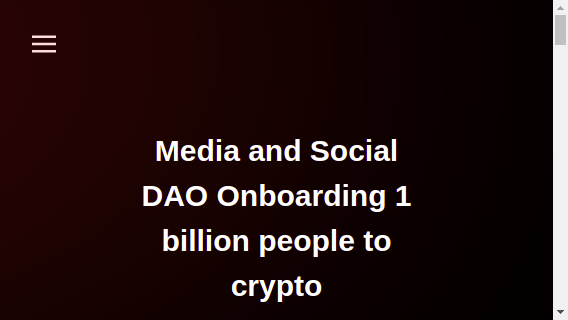 Media and Social
DAO Onboarding 1
billion people to
crypto